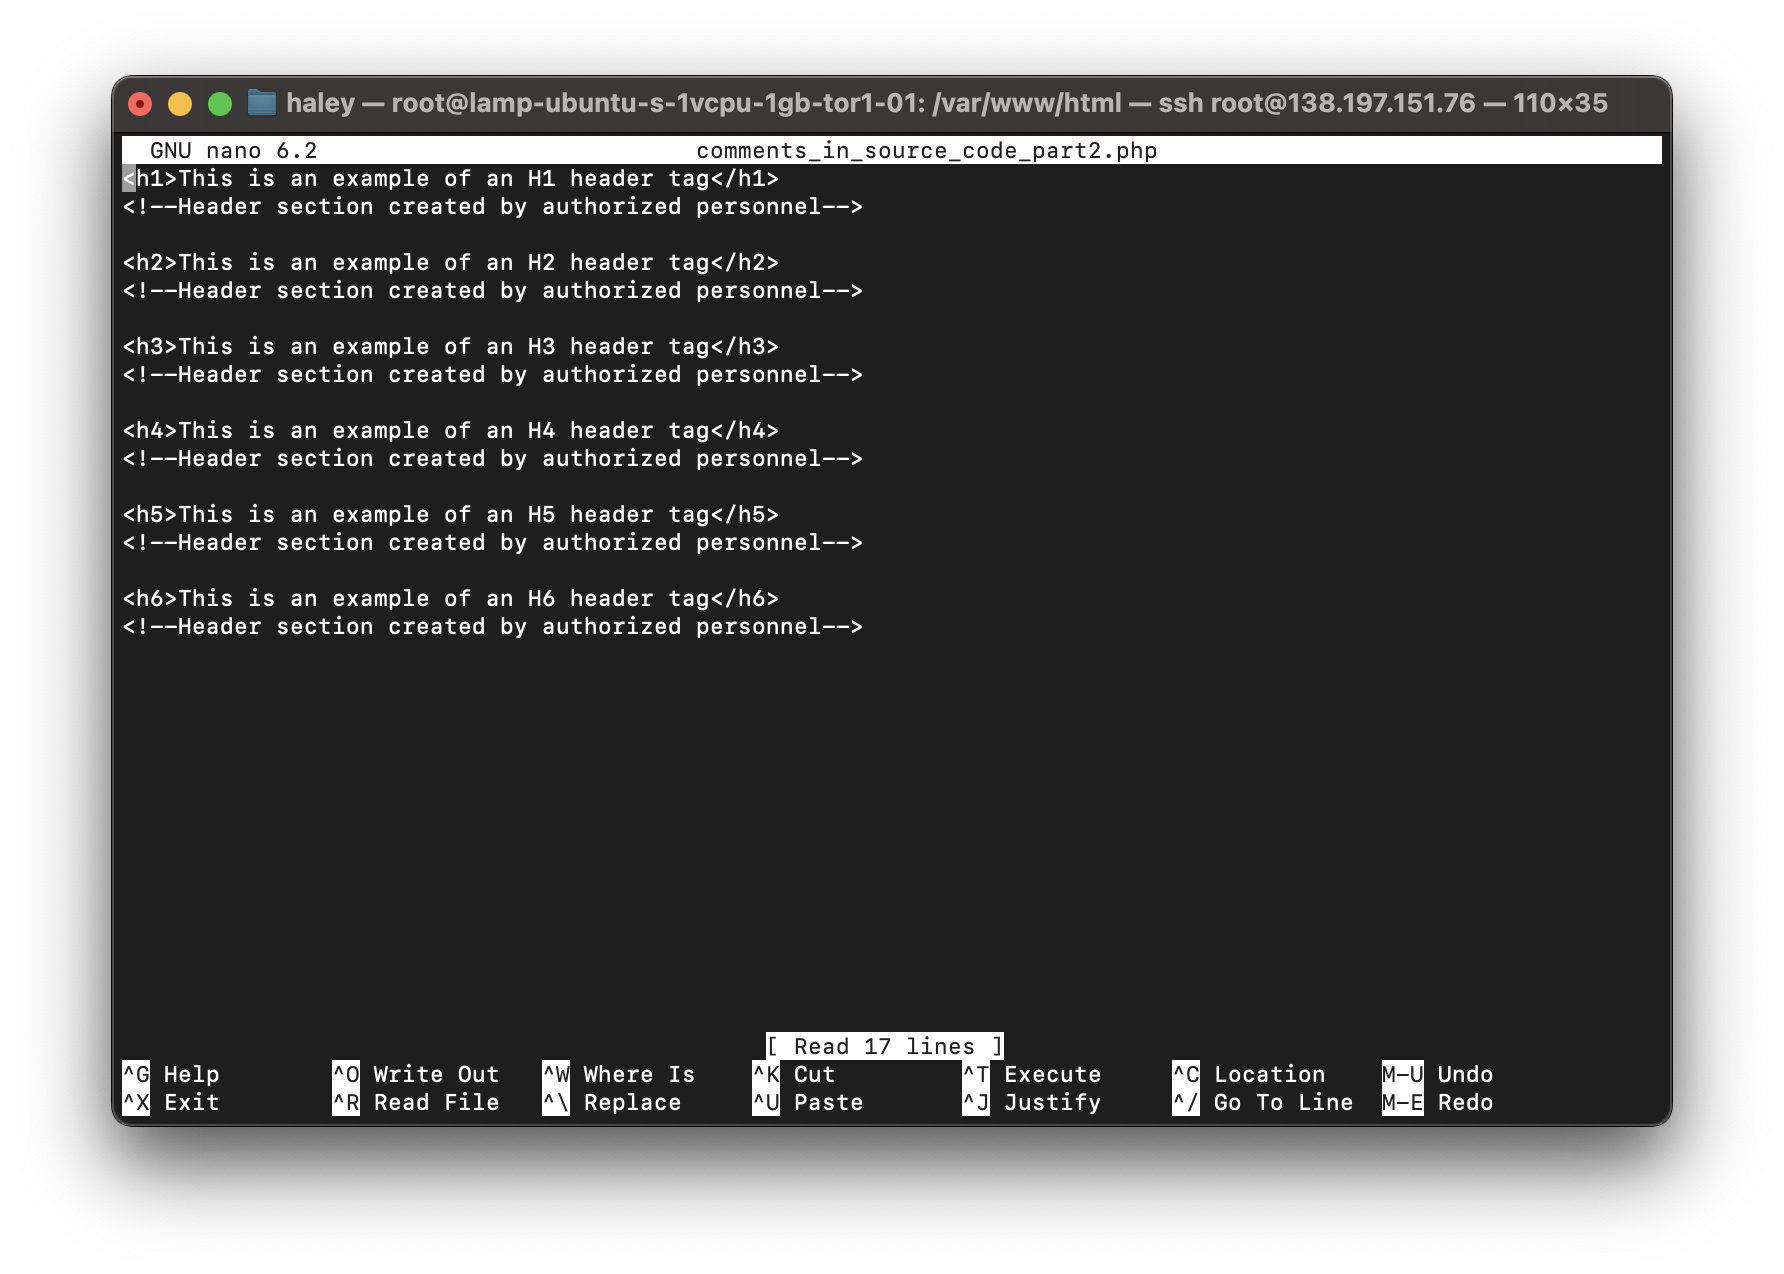 haley — root@lamp-ubuntu-s-1vcpu-1gb-tor1-01: /var/www/html — ssh root@138.197.151.76 — 110×35
GNU nano 6.2 comments_in_source_code_part2.php
<h1>This is an example of an H1 header tag</h1>
<!--Header section created by authorized personnel-->
<h2>This is an example of an H2 header tag</h2>
<!--Header section created by authorized personnel-->
<h3>This is an example of an H3 header tag</h3>
<!--Header section created by authorized personnel-->
<h4>This is an example of an H4 header tag</h4>
<!--Header section created by authorized personnel-->
<h5>This is an example of an H5 header tag</h5>
<!--Header section created by authorized personnel-->
<h6>This is an example of an H6 header tag</h6>
<!--Header section created by authorized personnel-->
[ Read 17 lines ]
^G Help ^O Write Out ^W Where Is ^K Cut ^T Execute ^C Location M-U Undo
^X Exit ^R Read File ^\ Replace ^U Paste ^J Justify ^/ Go To Line M-E Redo